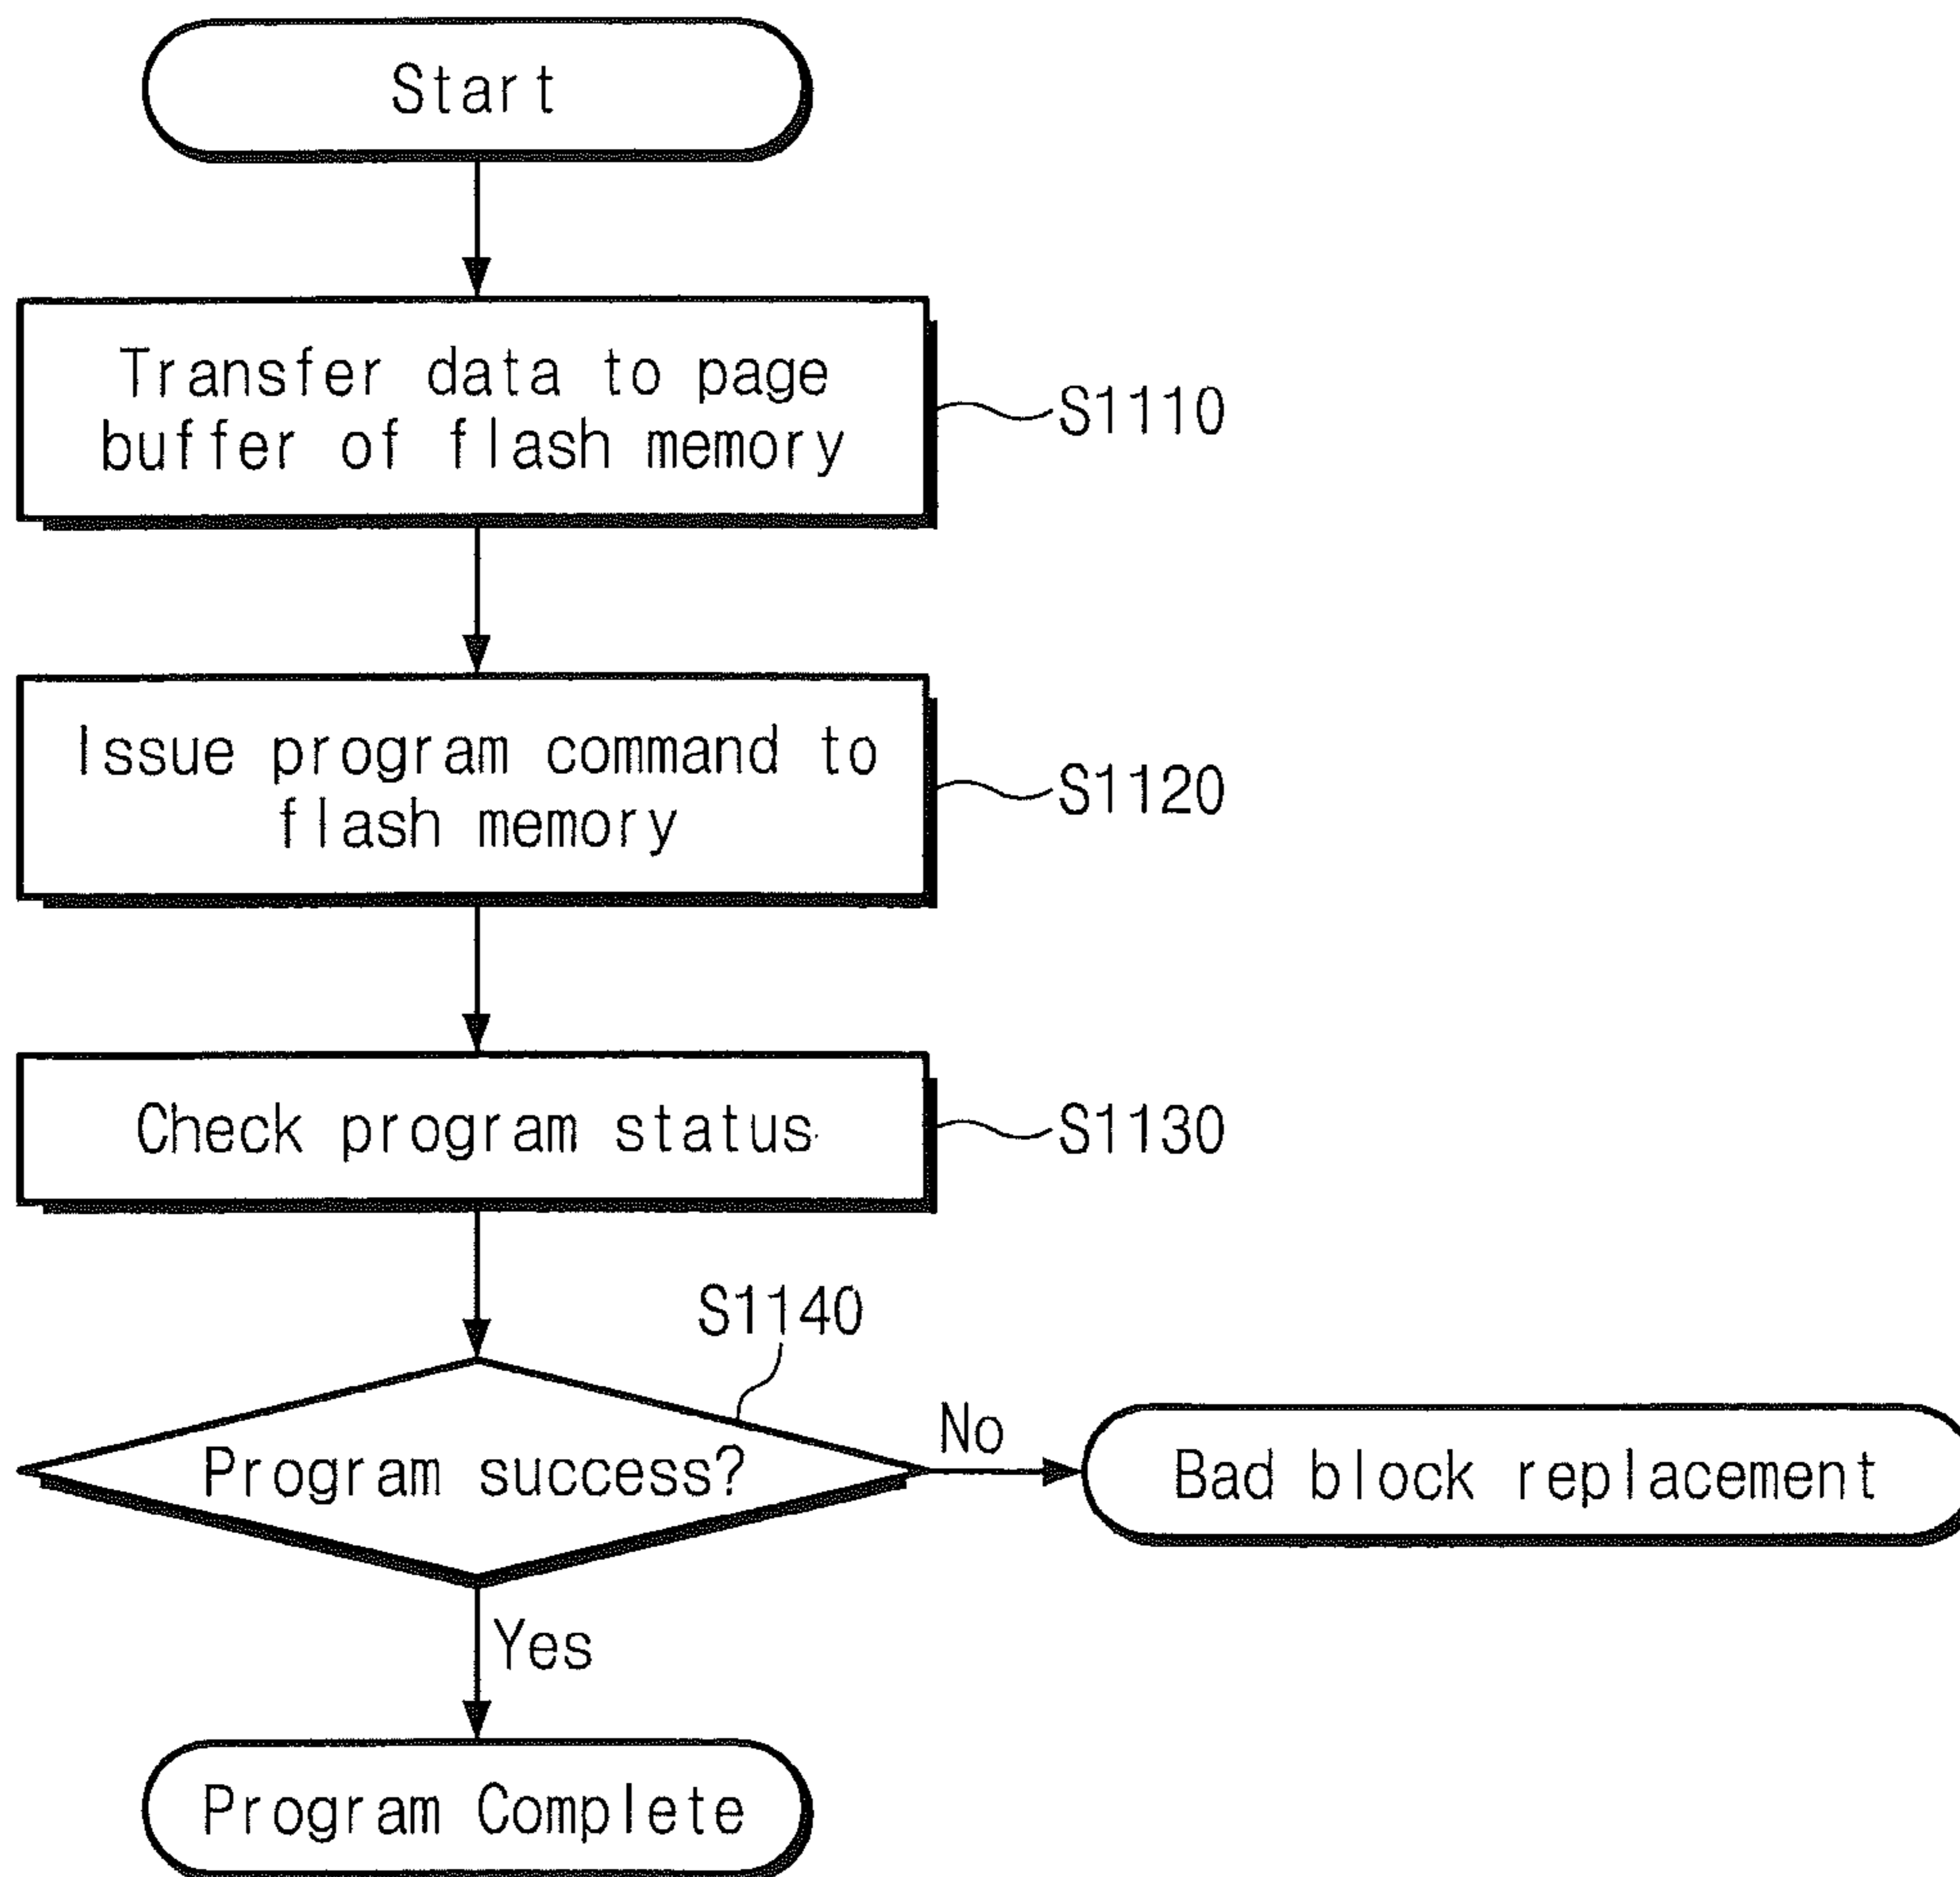 Start
Transfer data to page
buffer of flash memory
S1110
Issue program command to
flash memory
S1120
Check program status
S1130
S1140
Program success?
No
Bad block replacement
Yes
Program Complete